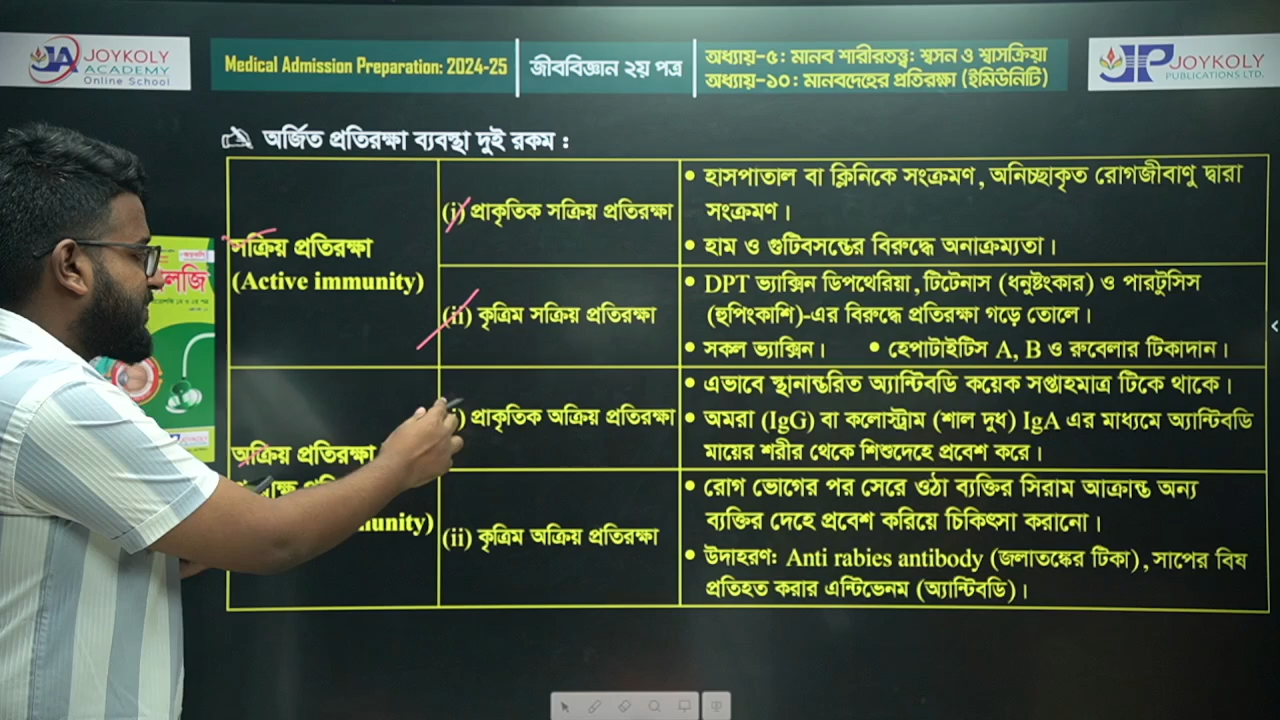 JA JOYKOLY
ACADEMY
Online School
Medical Admission Preparation: 2024-25
জীববিজ্ঞান ২য় পত্র
অধ্যায়-৫: মানব শারীরতত্ত্ব: শ্বসন ও শ্বাসক্রিয়া
অধ্যায়-১০: মানবদেহের প্রতিরক্ষা (ইমিউনিটি)
JP JOYKOLY
PUBLICATIONS LTD.
অর্জিত প্রতিরক্ষা ব্যবস্থা দুই রকম :
সক্রিয় প্রতিরক্ষা
(Active immunity)
(i) প্রাকৃতিক সক্রিয় প্রতিরক্ষা
• হাসপাতাল বা ক্লিনিকে সংক্রমণ, অনিচ্ছাকৃত রোগজীবাণু দ্বারা
সংক্রমণ।
• হাম ও গুটিবসন্তের বিরুদ্ধে অনাক্রম্যতা।
(ii) কৃত্রিম সক্রিয় প্রতিরক্ষা
• DPT ভ্যাক্সিন ডিপথেরিয়া, টিটেনাস (ধনুষ্টংকার) ও পারটুসিস
(হুপিংকাশি)-এর বিরুদ্ধে প্রতিরক্ষা গড়ে তোলে।
• সকল ভ্যাক্সিন। • হেপাটাইটিস A, B ও রুবেলার টিকাদান।
অক্রিয় প্রতিরক্ষা
munity)
i) প্রাকৃতিক অক্রিয় প্রতিরক্ষা
• এভাবে স্থানান্তরিত অ্যান্টিবডি কয়েক সপ্তাহমাত্র টিকে থাকে।
• অমরা (IgG) বা কলোস্ট্রাম (শাল দুধ) IgA এর মাধ্যমে অ্যান্টিবডি
মায়ের শরীর থেকে শিশুদেহে প্রবেশ করে।
(ii) কৃত্রিম অক্রিয় প্রতিরক্ষা
• রোগ ভোগের পর সেরে ওঠা ব্যক্তির সিরাম আক্রান্ত অন্য
ব্যক্তির দেহে প্রবেশ করিয়ে চিকিৎসা করানো।
• উদাহরণ: Anti rabies antibody (জলাতঙ্কের টিকা), সাপের বিষ
প্রতিহত করার এন্টিভেনম (অ্যান্টিবডি)।